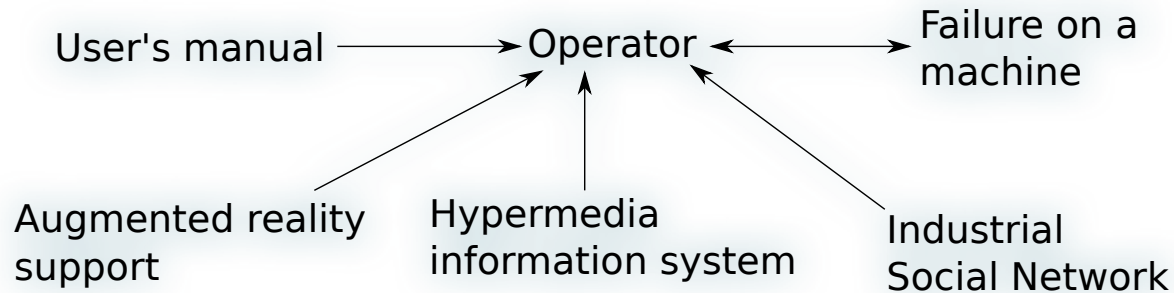 User's manual
Operator
Failure on a
machine
Augmented reality
support
Hypermedia
information system
Industrial
Social Network